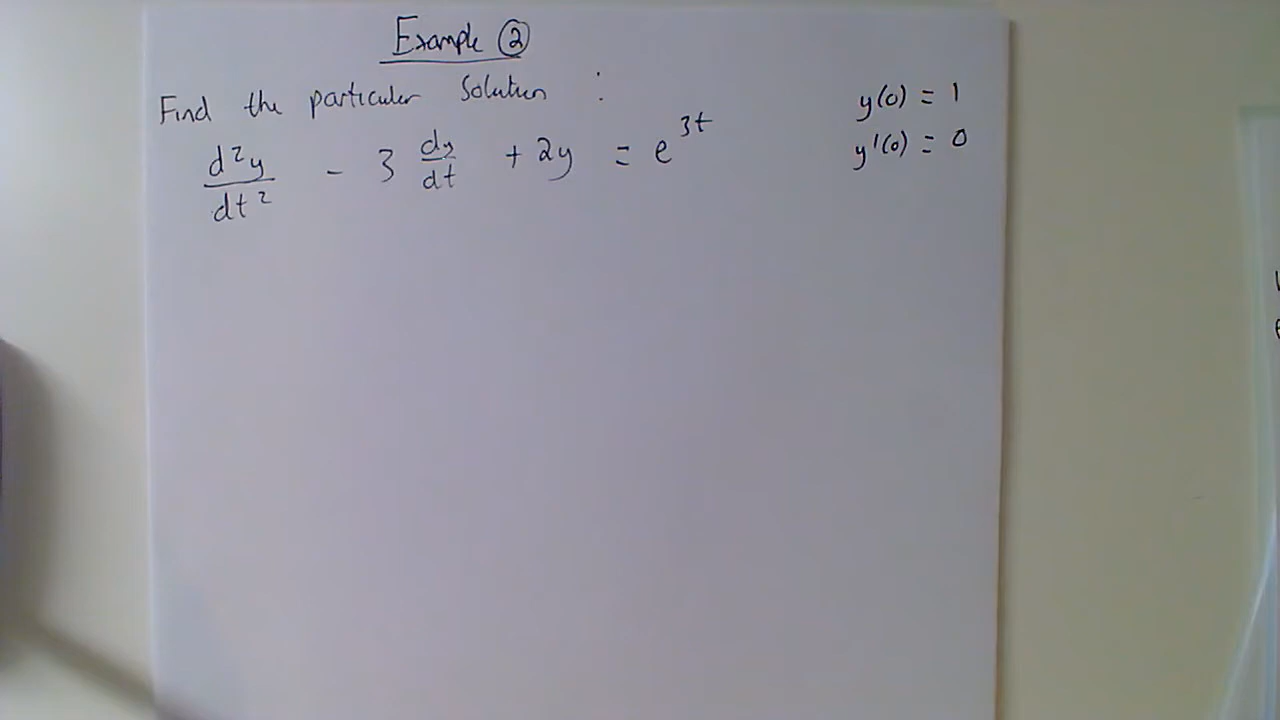 Example ②
Find the particular solution :
d²y/dt² - 3 dy/dt + 2y = e^3t
y(0) = 1
y'(0) = 0